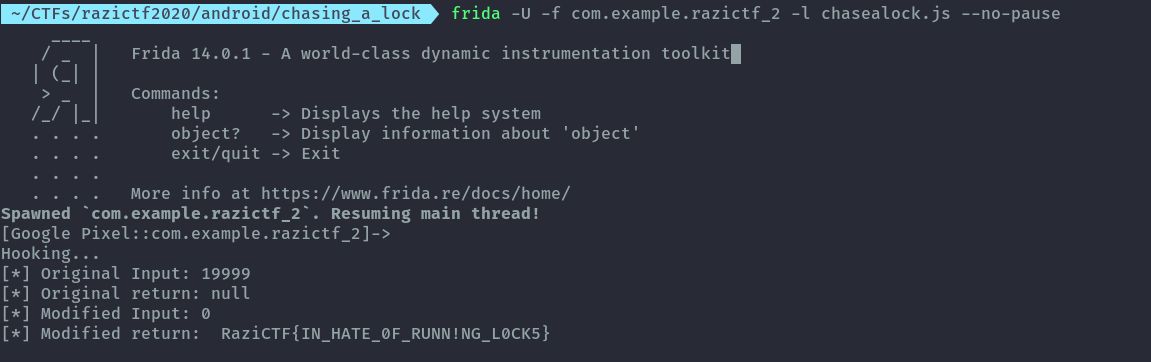 ~/CTFs/razictf2020/android/chasing_a_lock frida -U -f com.example.razictf_2 -l chasealock.js --no-pause
     ____
    / _  |   Frida 14.0.1 - A world-class dynamic instrumentation toolkit
   | (_| |
    > _  |   Commands:
   /_/ |_|       help      -> Displays the help system
   . . . .       object?   -> Display information about 'object'
   . . . .       exit/quit -> Exit
   . . . .
   . . . .   More info at https://www.frida.re/docs/home/
Spawned `com.example.razictf_2`. Resuming main thread!
[Google Pixel::com.example.razictf_2]->
Hooking...
[*] Original Input: 19999
[*] Original return: null
[*] Modified Input: 0
[*] Modified return:  RaziCTF{IN_HATE_0F_RUNN!NG_L0CK5}